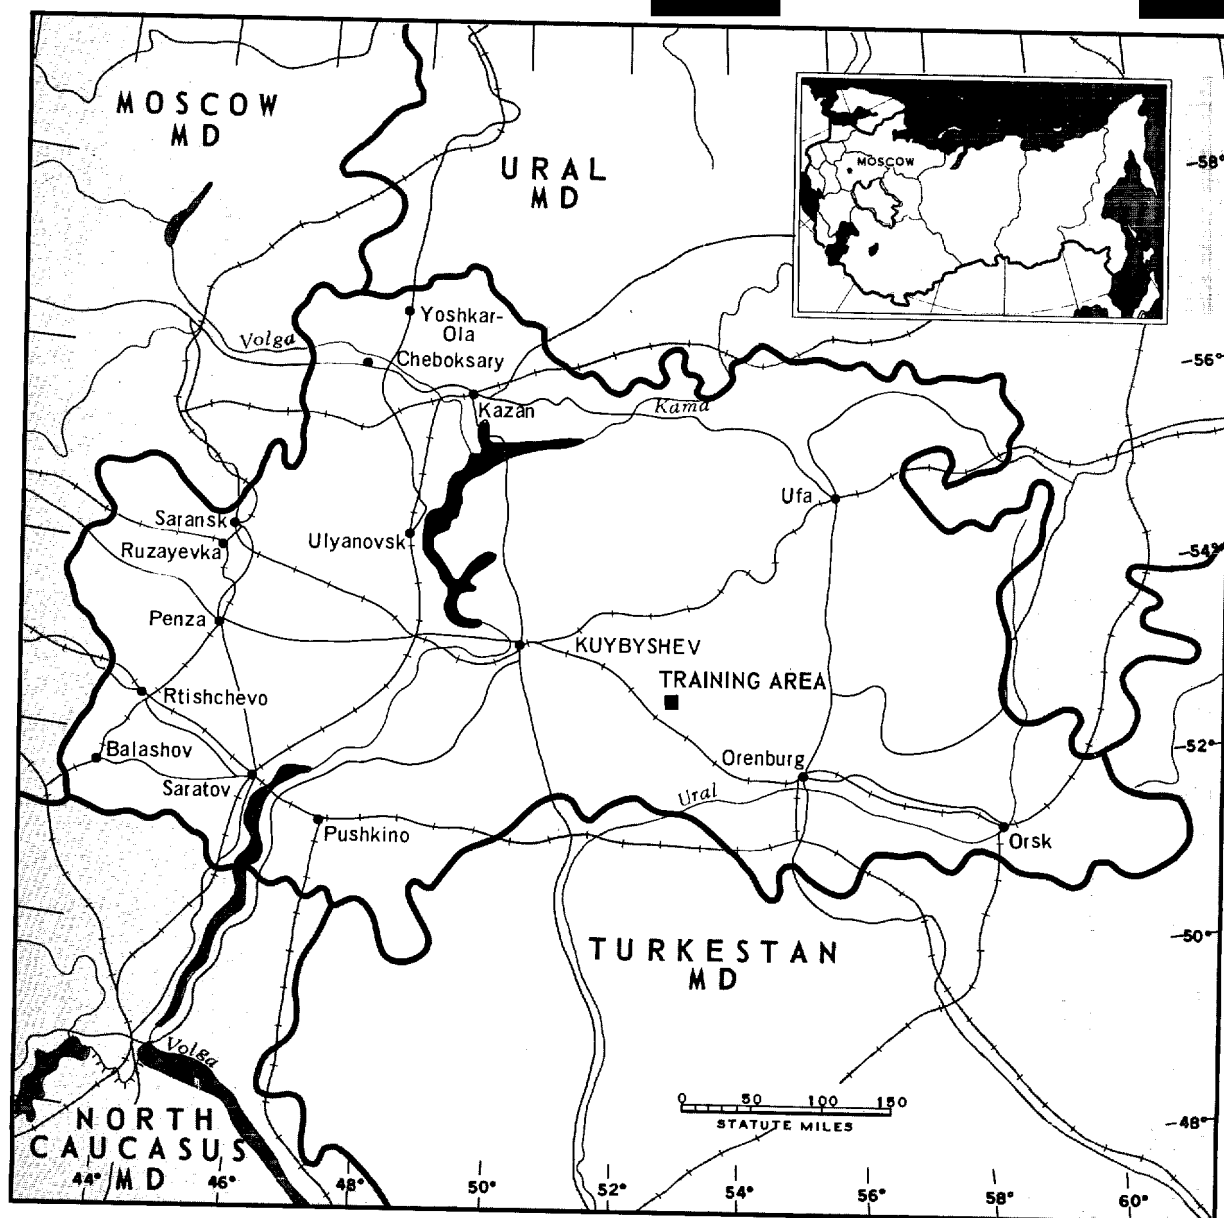 MOSCOW
MD
URAL
MD
MOSCOW
58°
Yoshkar-
Ola
Volga
Cheboksary
56°
Kazan
Kama
Ufa
Saransk
Ulyanovsk
Ruzayevka
54°
Penza
KUYBYSHEV
TRAINING AREA
Rtishchevo
Balashov
Orenburg
52°
Saratov
Ural
Pushkino
Orsk
50°
TURKESTAN
MD
Volga
0 50 100 150
STATUTE MILES
48°
NORTH
CAUCASUS
MD
44° 46° 48° 50° 52° 54° 56° 58° 60°